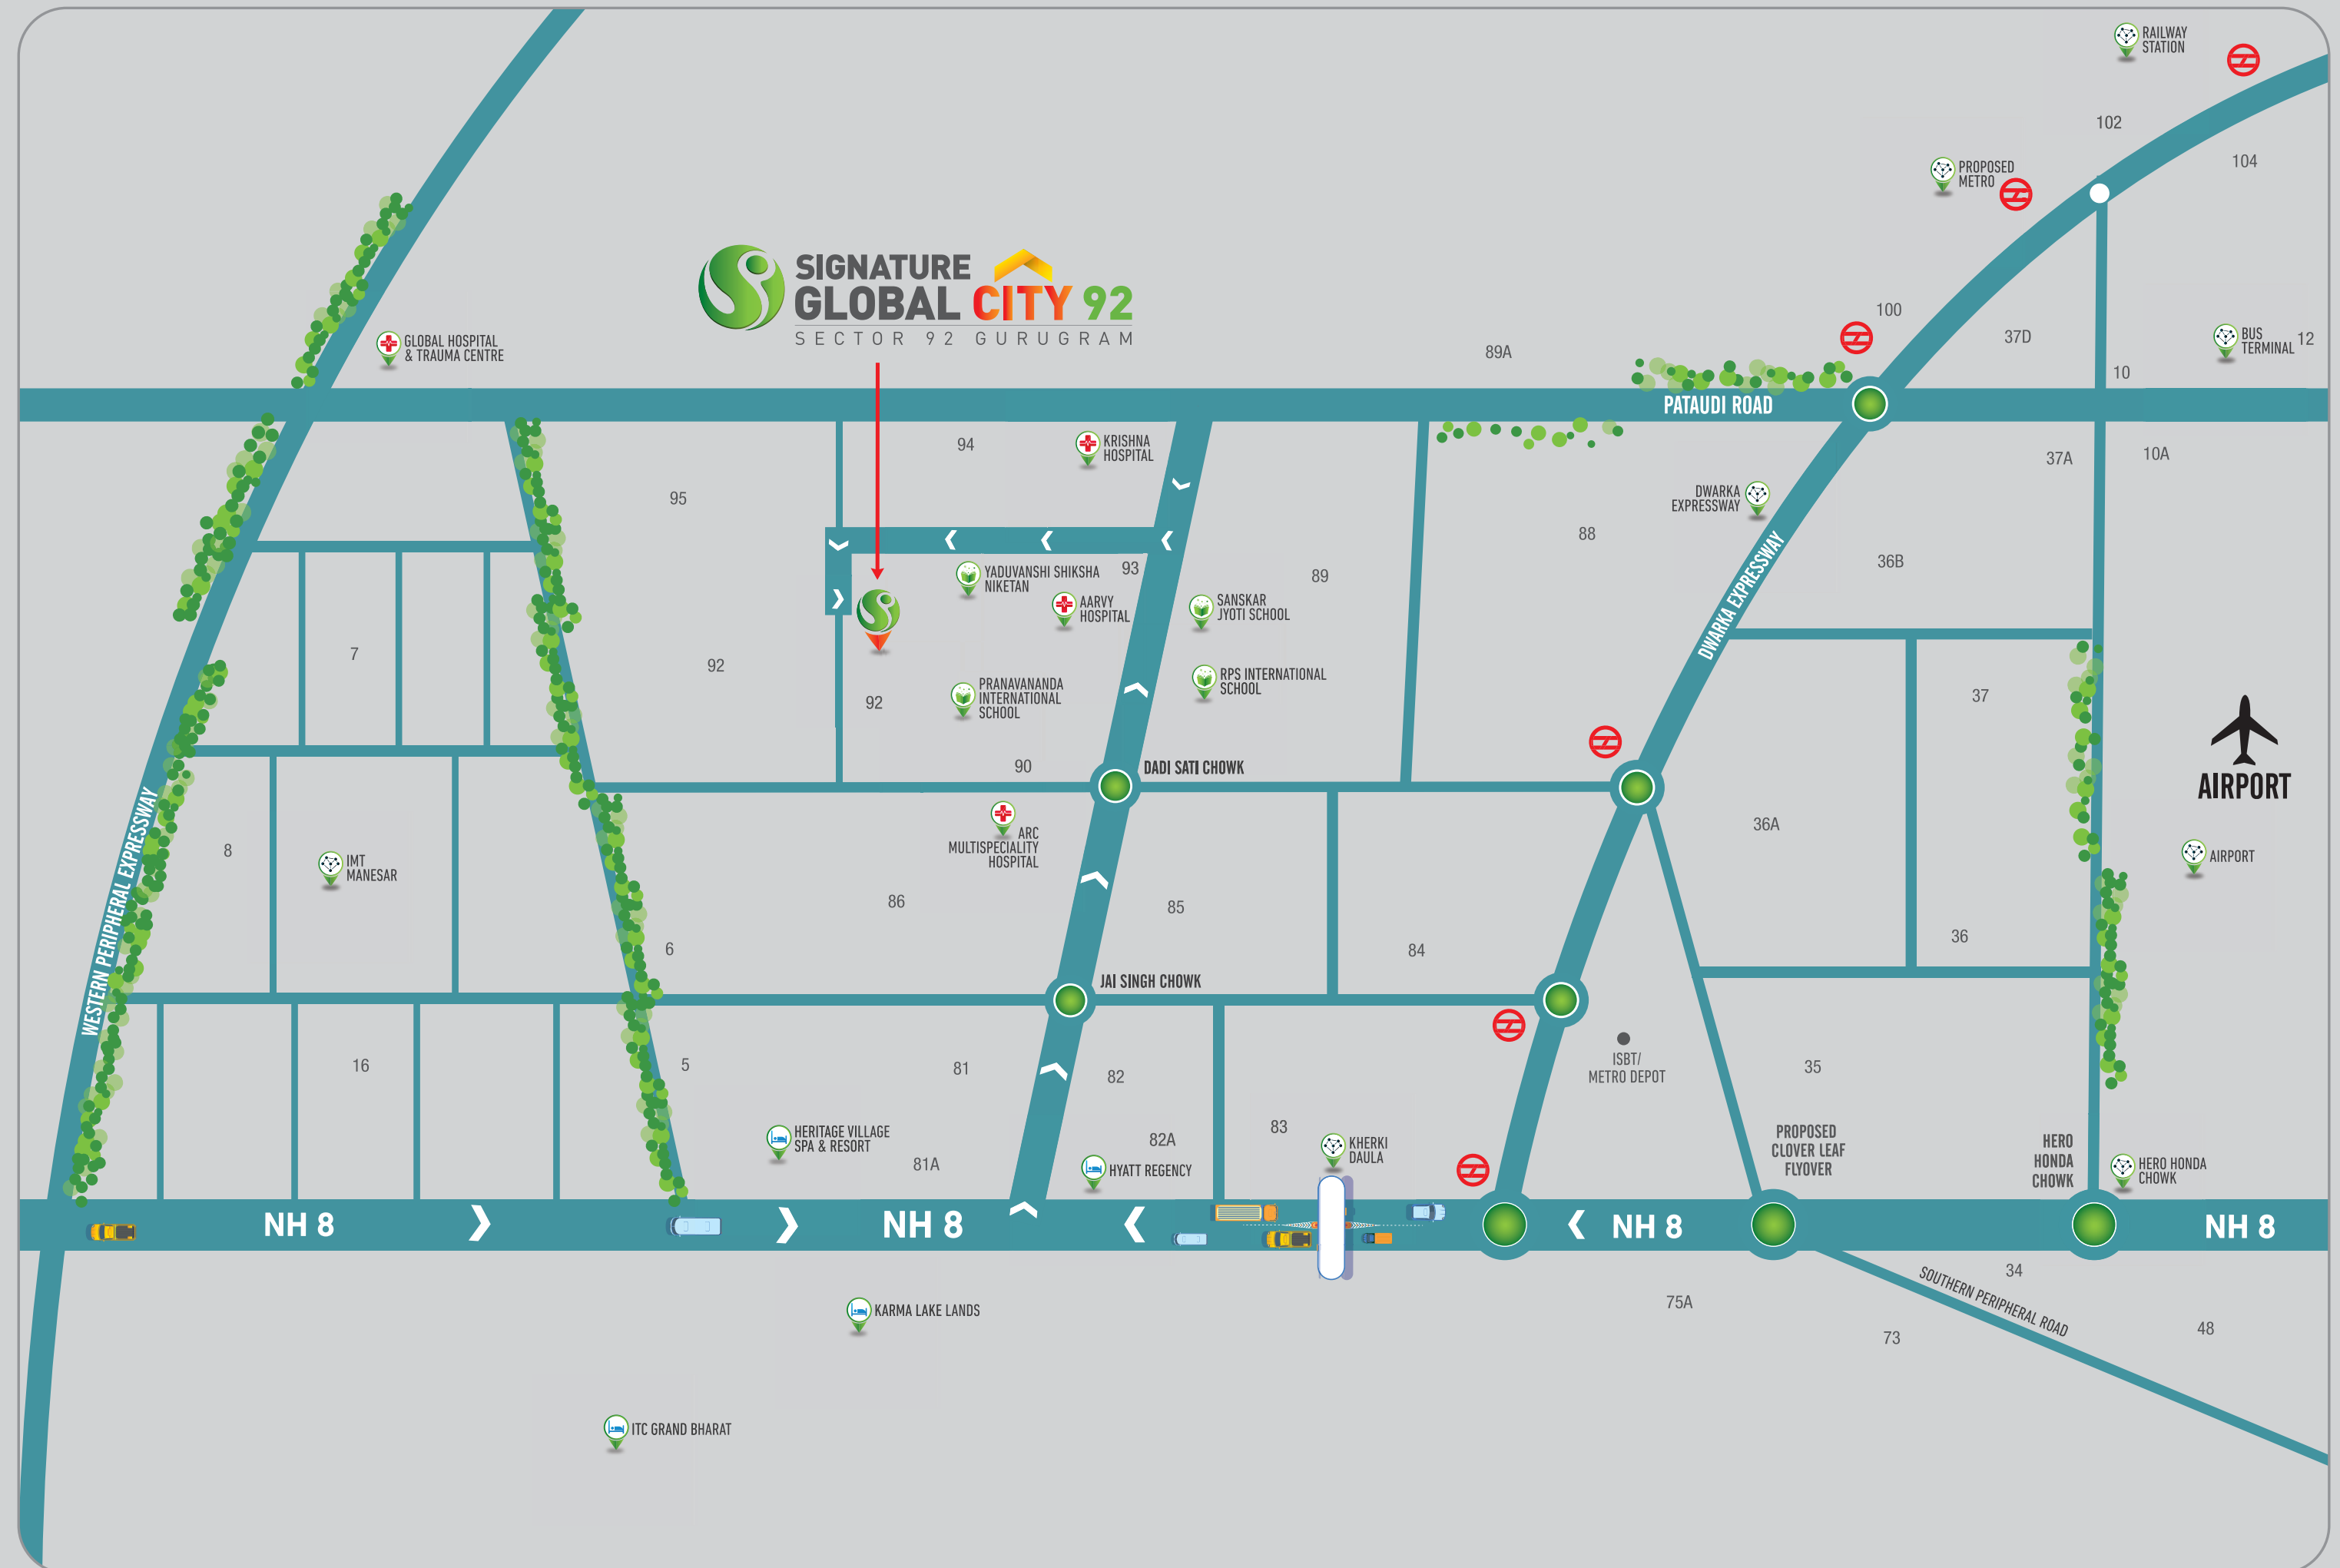 RAILWAY
STATION
102
104
PROPOSED
METRO
SIGNATURE
GLOBAL CITY 92
SECTOR 92 GURUGRAM
GLOBAL HOSPITAL
& TRAUMA CENTRE
89A
100
37D
BUS
TERMINAL
12
10
PATAUDI ROAD
94
KRISHNA
HOSPITAL
95
37A
10A
DWARKA
EXPRESSWAY
88
36B
DWARKA EXPRESSWAY
YADUVANSHI SHIKSHA
NIKETAN
93
AARVY
HOSPITAL
SANSKAR
JYOTI SCHOOL
89
7
92
92
PRANAVANANDA
INTERNATIONAL
SCHOOL
RPS INTERNATIONAL
SCHOOL
37
90
DADI SATI CHOWK
AIRPORT
WESTERN PERIPHERAL EXPRESSWAY
8
IMT
MANESAR
ARC
MULTISPECIALITY
HOSPITAL
36A
AIRPORT
86
85
6
84
36
JAI SINGH CHOWK
16
5
81
82
ISBT/
METRO DEPOT
35
HERITAGE VILLAGE
SPA & RESORT
81A
82A
HYATT REGENCY
83
KHERKI
DAULA
PROPOSED
CLOVER LEAF
FLYOVER
HERO
HONDA
CHOWK
HERO HONDA
CHOWK
NH 8
NH 8
NH 8
NH 8
KARMA LAKE LANDS
75A
SOUTHERN PERIPHERAL ROAD
34
73
48
ITC GRAND BHARAT